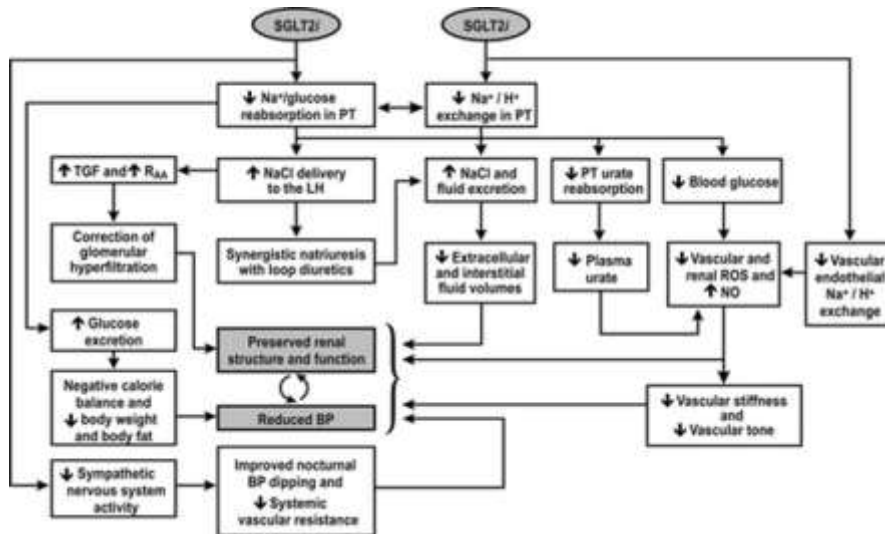 SGLT2i
SGLT2i
↓ Na⁺/glucose
reabsorption in PT
↓ Na⁺ / H⁺
exchange in PT
↑ TGF and ↑ RAA
↑ NaCl delivery
to the LH
↑ NaCl and
fluid excretion
↓ PT urate
reabsorption
↓ Blood glucose
Correction of
glomerular
hyperfiltration
Synergistic natriuresis
with loop diuretics
↓ Extracellular
and interstitial
fluid volumes
↓ Plasma
urate
↓ Vascular and
renal ROS and
↑ NO
↓ Vascular
endothelial
Na⁺ / H⁺
exchange
↑ Glucose
excretion
Preserved renal
structure and function
Negative calorie
balance and
↓ body weight
and body fat
Reduced BP
↓ Vascular stiffness
and
↓ Vascular tone
↓ Sympathetic
nervous system
activity
Improved nocturnal
BP dipping and
↓ Systemic
vascular resistance